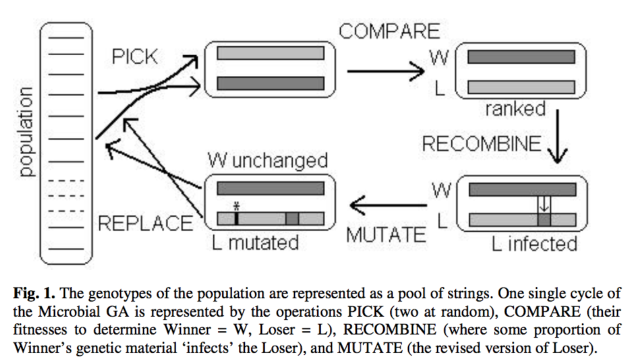 COMPARE
PICK
W
L
ranked
RECOMBINE
population
W unchanged
*
W
L
REPLACE
L mutated
MUTATE
L infected
Fig. 1. The genotypes of the population are represented as a pool of strings. One single cycle of
the Microbial GA is represented by the operations PICK (two at random), COMPARE (their
fitnesses to determine Winner = W, Loser = L), RECOMBINE (where some proportion of
Winner's genetic material 'infects' the Loser), and MUTATE (the revised version of Loser).